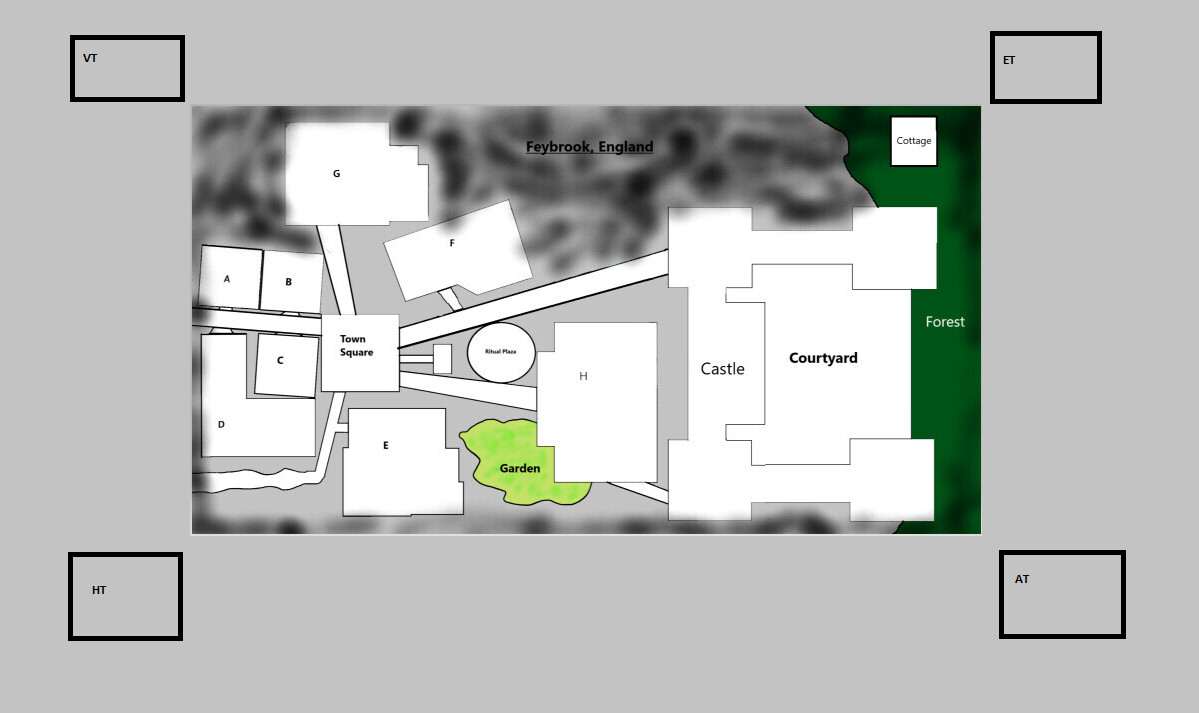 VT
ET
Feybrook, England
Cottage
G
F
A
B
Forest
Town
Square
Ritual Plaza
Courtyard
C
Castle
H
D
E
Garden
HT
AT